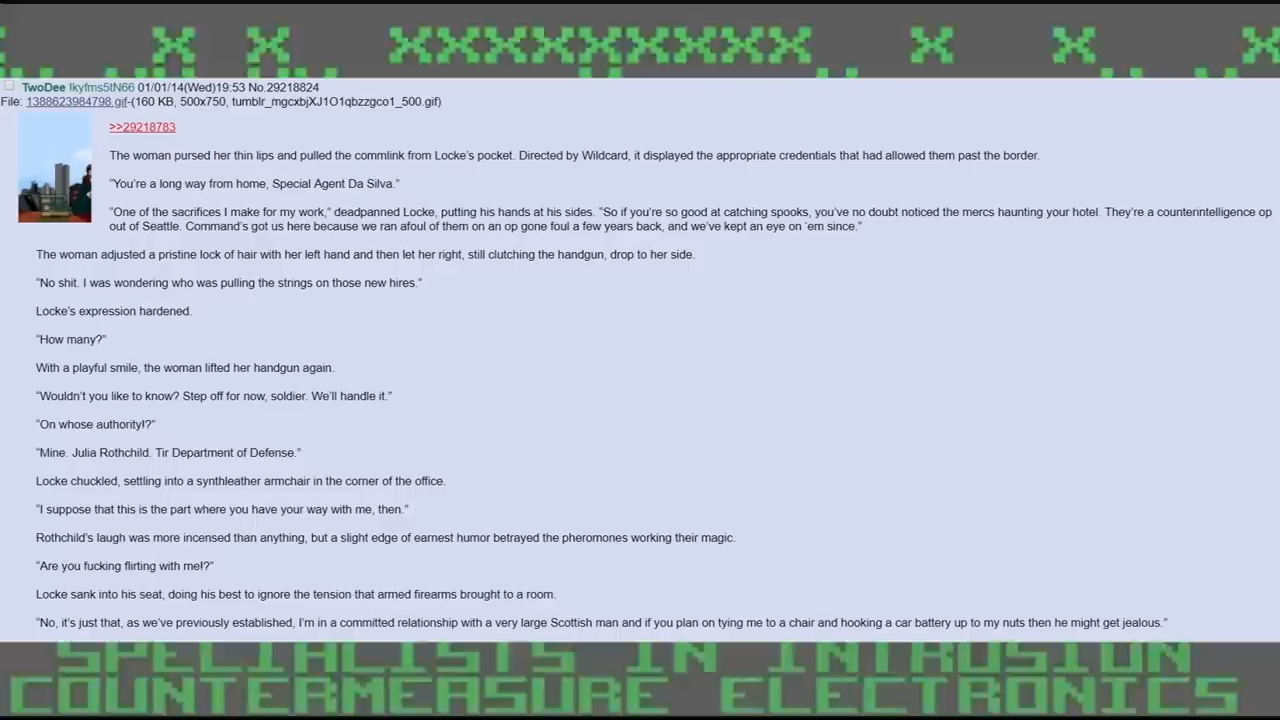 X X XXXXXXXXX X X X
TwoDee !kyfms5tN66 01/01/14(Wed)19:53 No.29218824
File: 1388623984798.gif-(160 KB, 500x750, tumblr_mgcxbjXJ1O1qbzzgco1_500.gif)
>>29218783
The woman pursed her thin lips and pulled the commlink from Locke’s pocket. Directed by Wildcard, it displayed the appropriate credentials that had allowed them past the border.
“You’re a long way from home, Special Agent Da Silva.”
“One of the sacrifices I make for my work,” deadpanned Locke, putting his hands at his sides. “So if you’re so good at catching spooks, you’ve no doubt noticed the mercs haunting your hotel. They’re a counterintelligence op
out of Seattle. Command’s got us here because we ran afoul of them on an op gone foul a few years back, and we’ve kept an eye on ‘em since.”
The woman adjusted a pristine lock of hair with her left hand and then let her right, still clutching the handgun, drop to her side.
“No shit. I was wondering who was pulling the strings on those new hires.”
Locke’s expression hardened.
“How many?”
With a playful smile, the woman lifted her handgun again.
“Wouldn’t you like to know? Step off for now, soldier. We’ll handle it.”
“On whose authority!?”
“Mine. Julia Rothchild. Tir Department of Defense.”
Locke chuckled, settling into a synthleather armchair in the corner of the office.
“I suppose that this is the part where you have your way with me, then.”
Rothchild’s laugh was more incensed than anything, but a slight edge of earnest humor betrayed the pheromones working their magic.
“Are you fucking flirting with me!?”
Locke sank into his seat, doing his best to ignore the tension that armed firearms brought to a room.
“No, it’s just that, as we’ve previously established, I’m in a committed relationship with a very large Scottish man and if you plan on tying me to a chair and hooking a car battery up to my nuts then he might get jealous.”
SPECIALISTS IN INTRUSION
COUNTERMEASURE ELECTRONICS